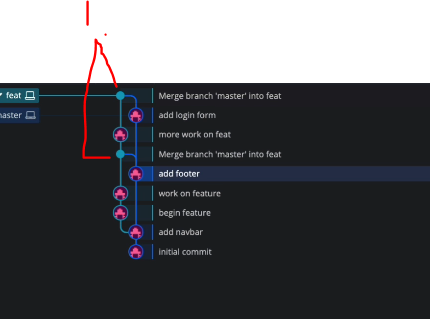 feat
master
Merge branch 'master' into feat
add login form
more work on feat
Merge branch 'master' into feat
add footer
work on feature
begin feature
add navbar
initial commit